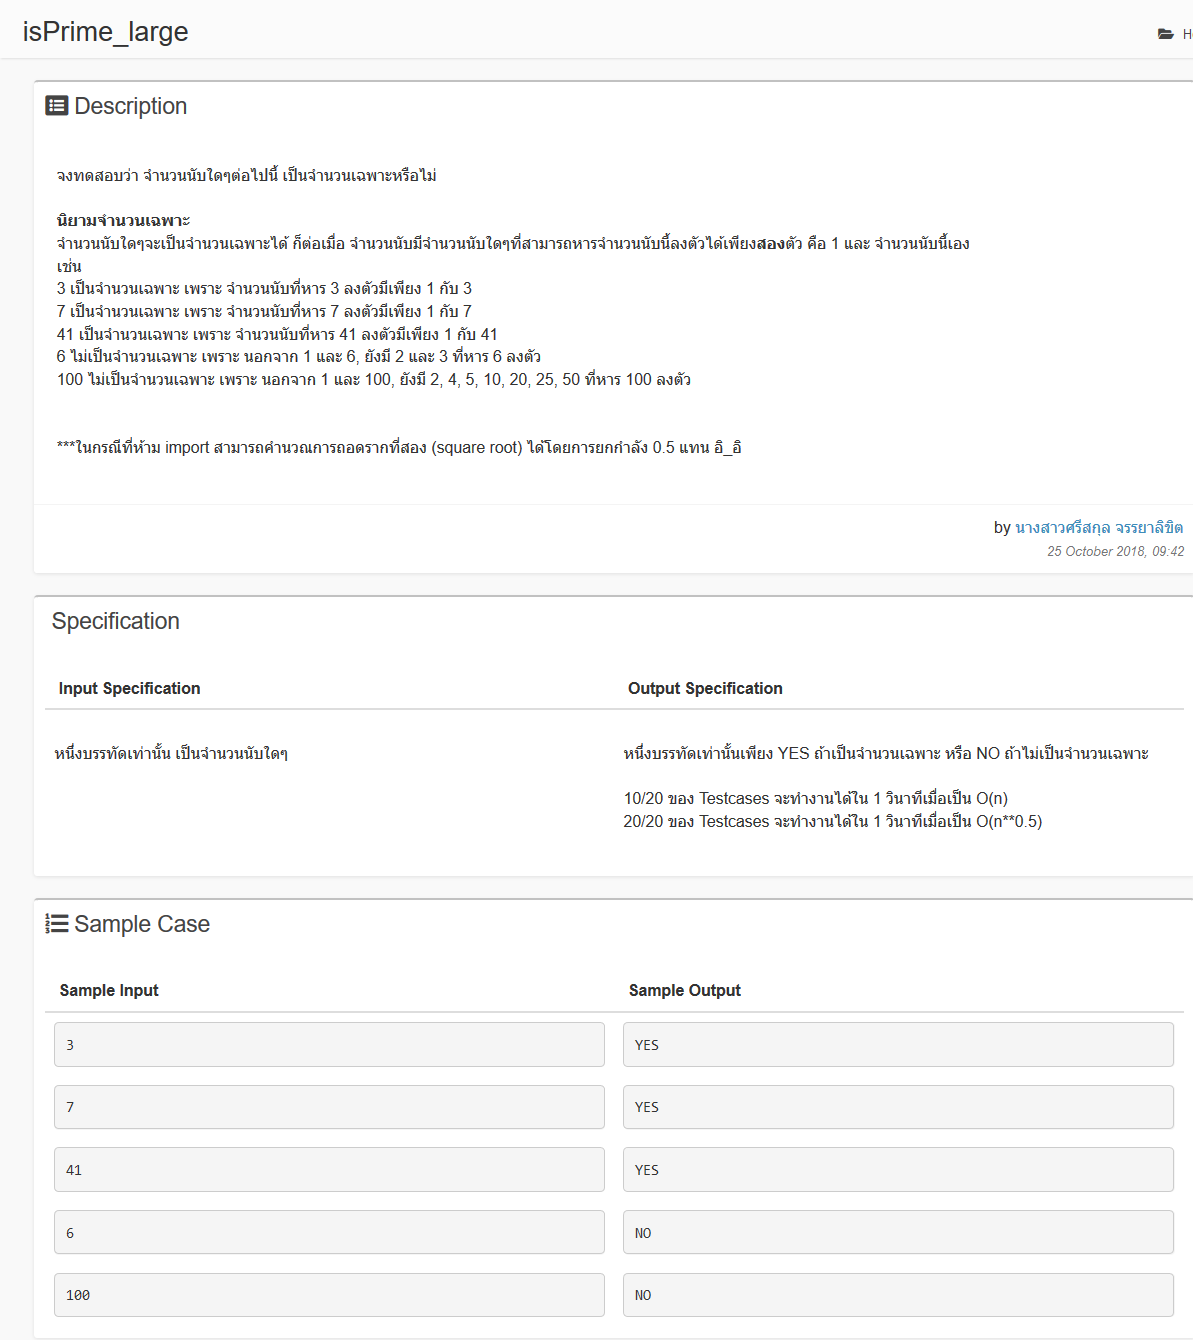 isPrime_large
Description
จงทดสอบว่า จำนวนนับใดๆต่อไปนี้ เป็นจำนวนเฉพาะหรือไม่
นิยามจำนวนเฉพาะ
จำนวนนับใดๆจะเป็นจำนวนเฉพาะได้ ก็ต่อเมื่อ จำนวนนับมีจำนวนนับใดๆที่สามารถหารจำนวนนับนี้ลงตัวได้เพียงสองตัว คือ 1 และ จำนวนนับนี้เอง
เช่น
3 เป็นจำนวนเฉพาะ เพราะ จำนวนนับที่หาร 3 ลงตัวมีเพียง 1 กับ 3
7 เป็นจำนวนเฉพาะ เพราะ จำนวนนับที่หาร 7 ลงตัวมีเพียง 1 กับ 7
41 เป็นจำนวนเฉพาะ เพราะ จำนวนนับที่หาร 41 ลงตัวมีเพียง 1 กับ 41
6 ไม่เป็นจำนวนเฉพาะ เพราะ นอกจาก 1 และ 6, ยังมี 2 และ 3 ที่หาร 6 ลงตัว
100 ไม่เป็นจำนวนเฉพาะ เพราะ นอกจาก 1 และ 100, ยังมี 2, 4, 5, 10, 20, 25, 50 ที่หาร 100 ลงตัว
***ในกรณีที่ห้าม import สามารถคำนวณการถอดรากที่สอง (square root) ได้โดยการยกกำลัง 0.5 แทน อิ_อิ
by นางสาวศรีสกุล จรรยาลิขิต
25 October 2018, 09:42
Specification
Input Specification
Output Specification
หนึ่งบรรทัดเท่านั้น เป็นจำนวนนับใดๆ
หนึ่งบรรทัดเท่านั้นเพียง YES ถ้าเป็นจำนวนเฉพาะ หรือ NO ถ้าไม่เป็นจำนวนเฉพาะ
10/20 ของ Testcases จะทำงานได้ใน 1 วินาทีเมื่อเป็น O(n)
20/20 ของ Testcases จะทำงานได้ใน 1 วินาทีเมื่อเป็น O(n**0.5)
Sample Case
Sample Input
Sample Output
3
YES
7
YES
41
YES
6
NO
100
NO